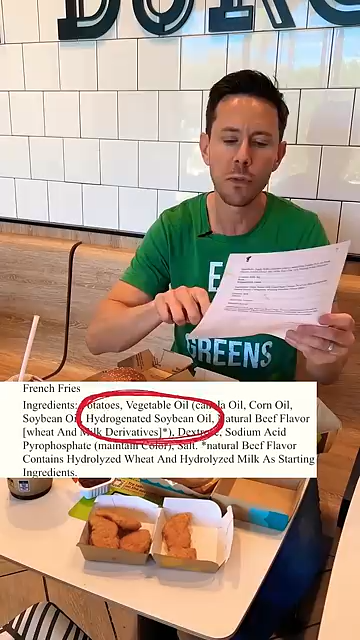 BURG
E
GREENS
French Fries
Ingredients: Potatoes, Vegetable Oil (canola Oil, Corn Oil,
Soybean Oil, Hydrogenated Soybean Oil, Natural Beef Flavor
[wheat And Milk Derivatives]*), Dextrose, Sodium Acid
Pyrophosphate (maintain Color), Salt. *natural Beef Flavor
Contains Hydrolyzed Wheat And Hydrolyzed Milk As Starting
Ingredients.